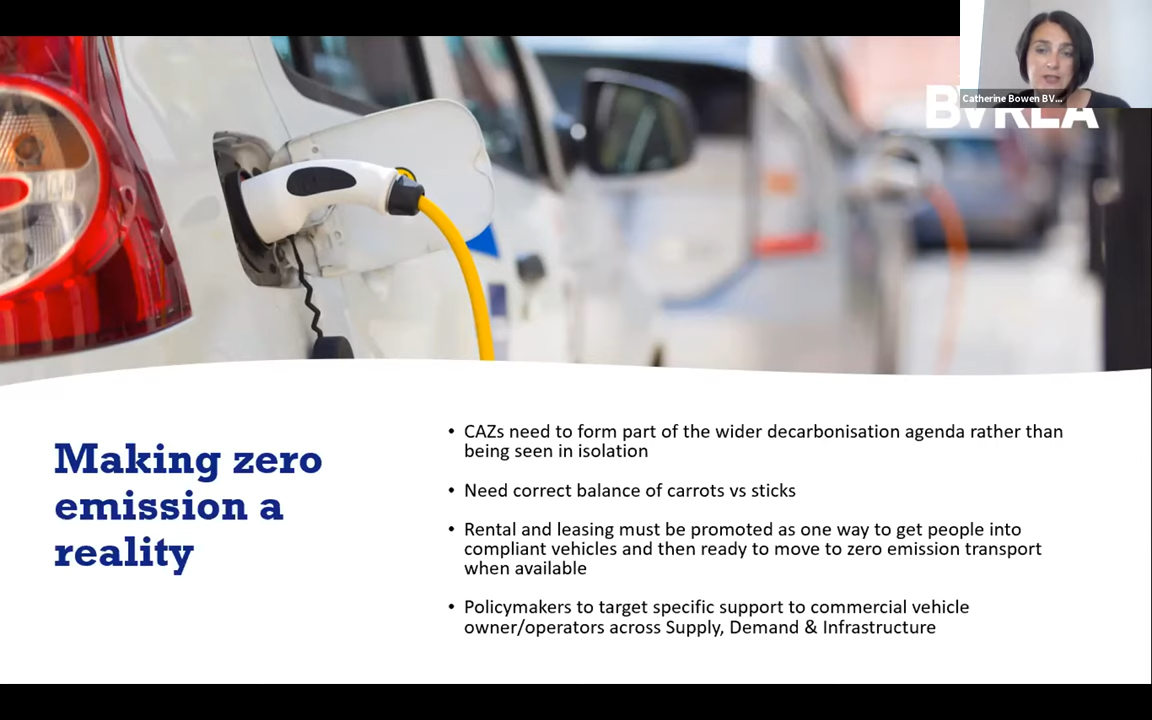 BVRLA
Catherine Bowen BV...
Making zero
emission a
reality
• CAZs need to form part of the wider decarbonisation agenda rather than
being seen in isolation
• Need correct balance of carrots vs sticks
• Rental and leasing must be promoted as one way to get people into
compliant vehicles and then ready to move to zero emission transport
when available
• Policymakers to target specific support to commercial vehicle
owner/operators across Supply, Demand & Infrastructure